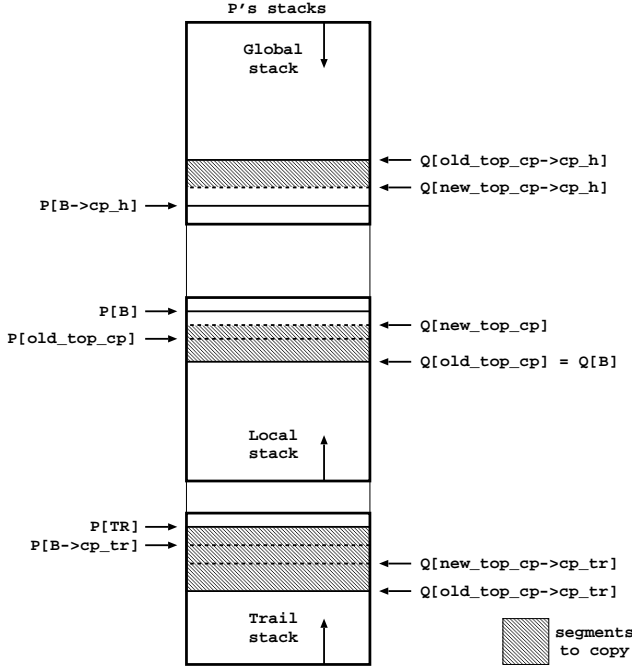 P's stacks
Global
stack
Q[old_top_cp->cp_h]
Q[new_top_cp->cp_h]
P[B->cp_h]
P[B]
Q[new_top_cp]
P[old_top_cp]
Q[old_top_cp] = Q[B]
Local
stack
P[TR]
P[B->cp_tr]
Q[new_top_cp->cp_tr]
Q[old_top_cp->cp_tr]
Trail
stack
segments
to copy